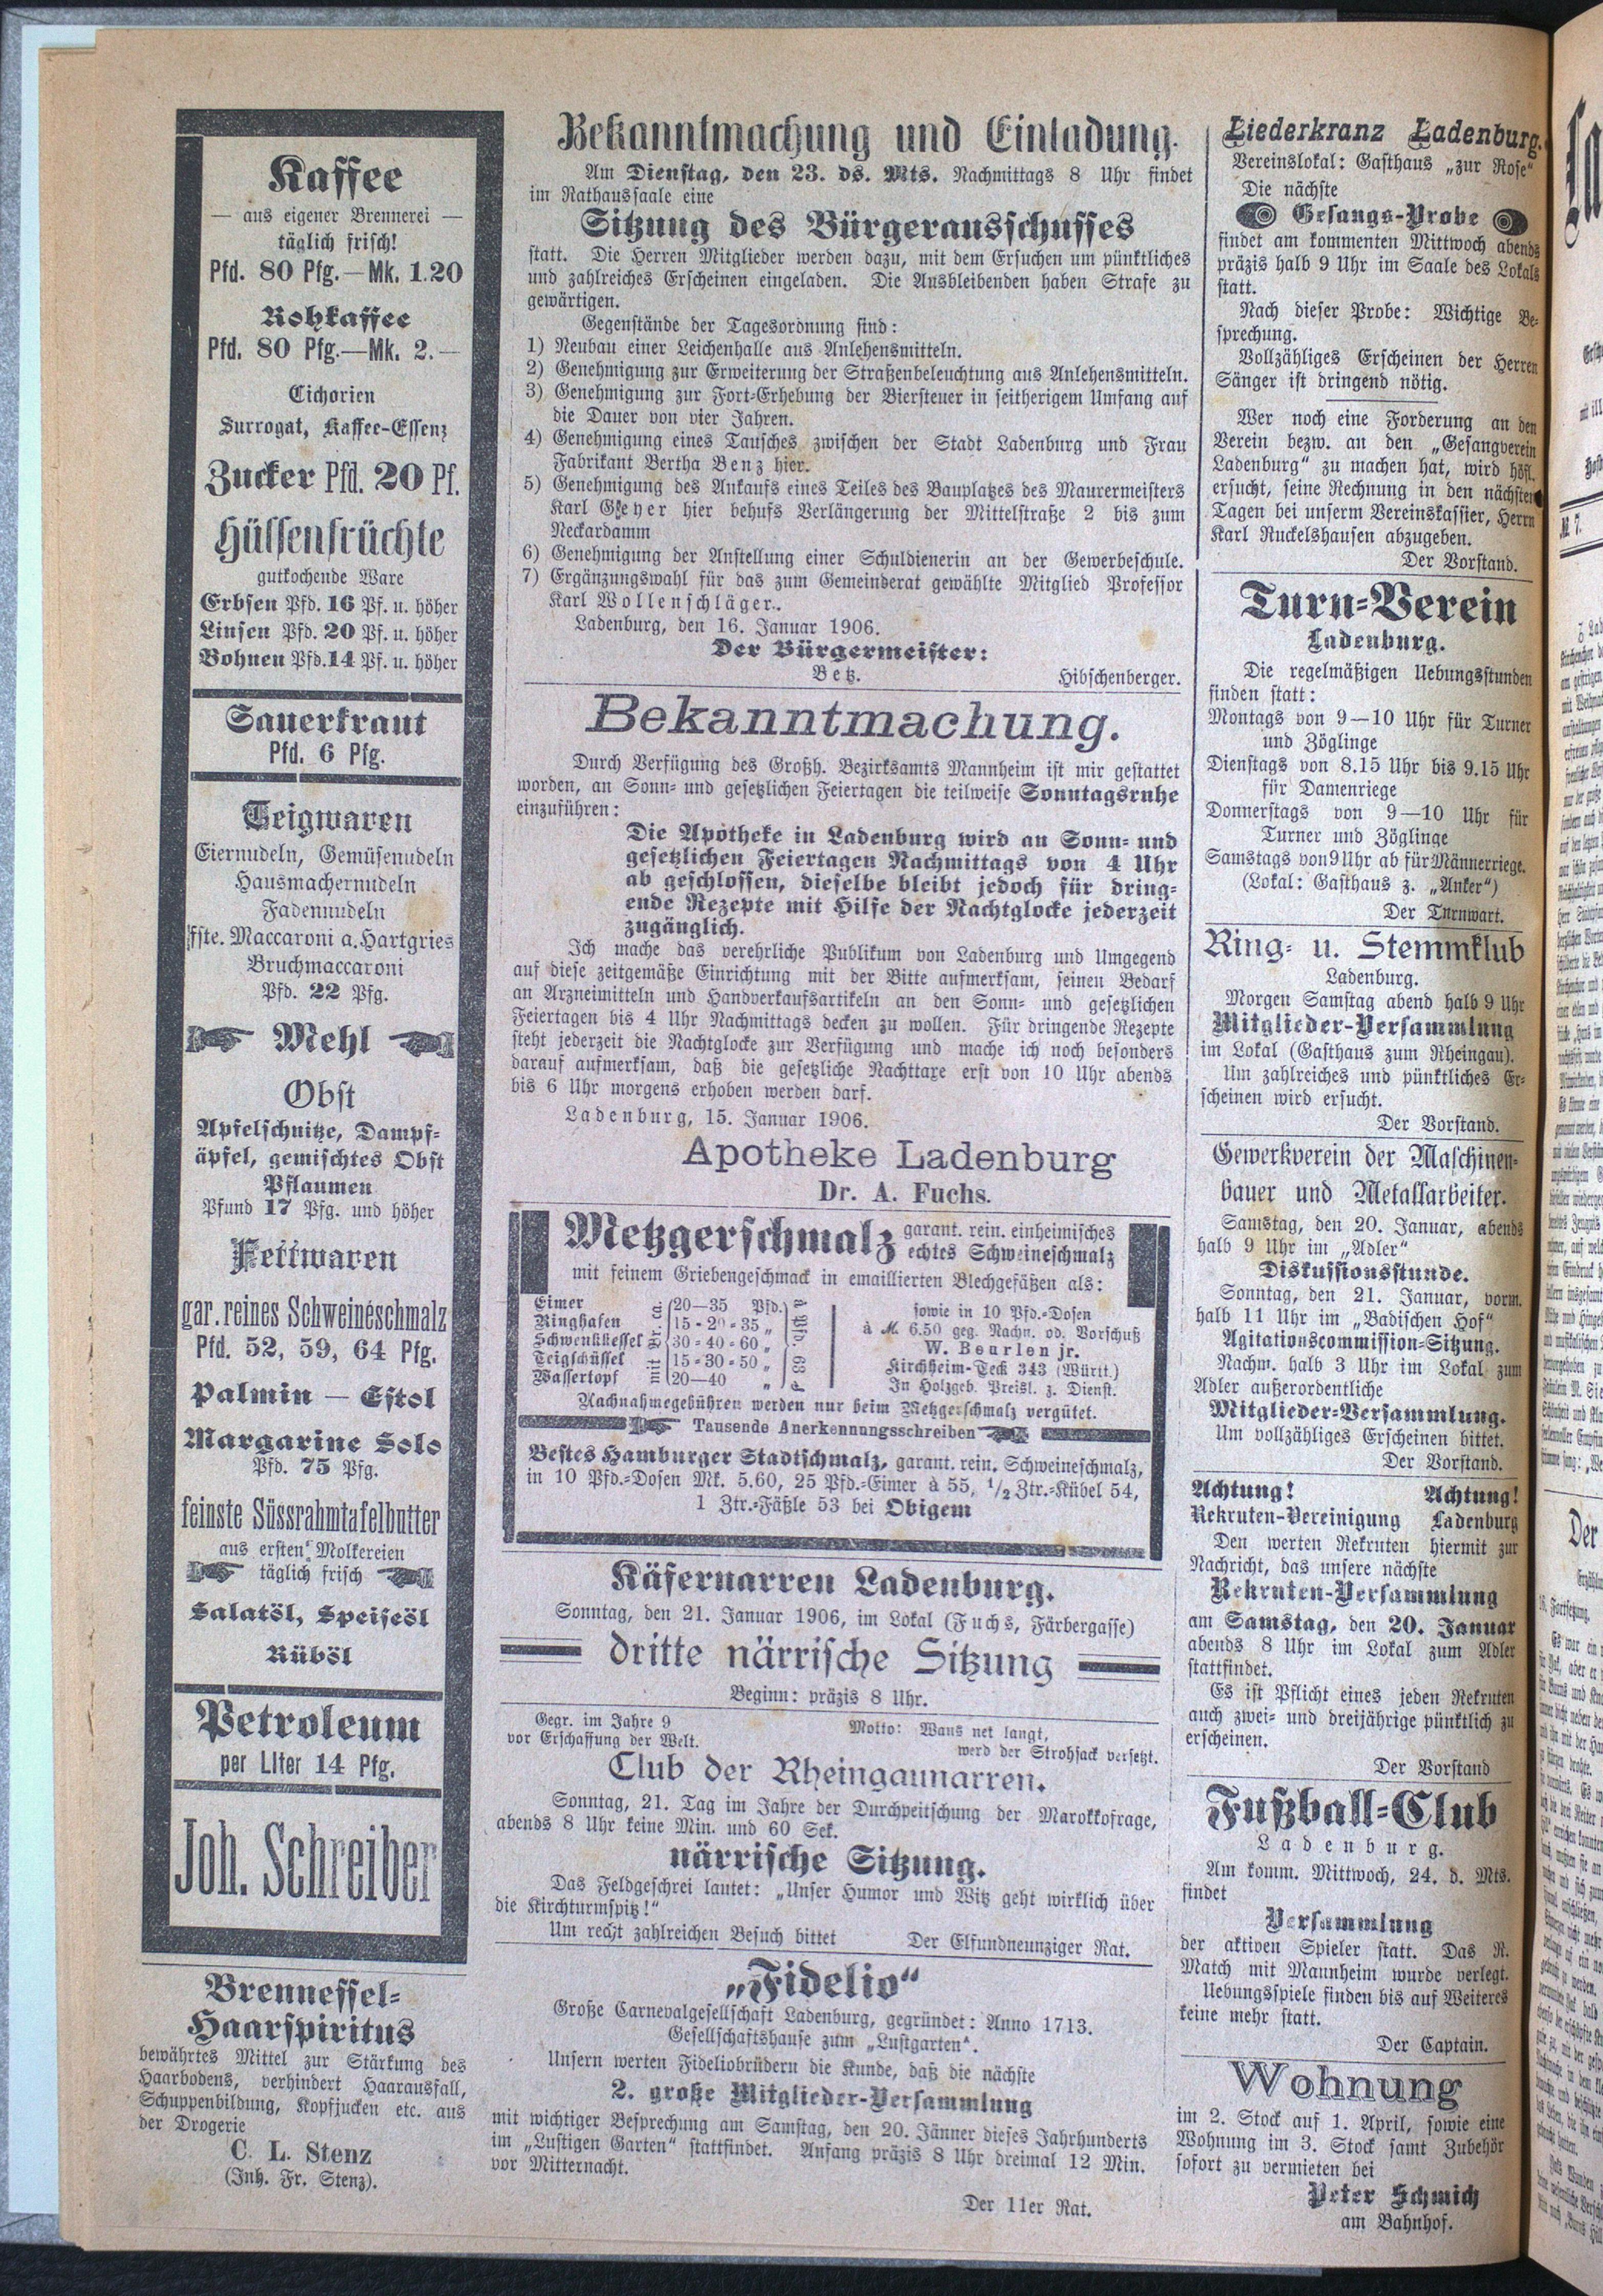 Kaffee
— aus eigener Brennerei —
täglich frisch!
Pfd. 80 Pfg. — Mk. 1.20
Rohkaffee
Pfd. 80 Pfg.—Mk. 2.—
Cichorien
Surrogat, Kaffee-Essenz
Zucker Pfd. 20 Pf.
Hülsenfrüchte
gutkochende Ware
Erbsen Pfd. 16 Pf. u. höher
Linsen Pfd. 20 Pf. u. höher
Bohnen Pfd. 14 Pf. u. höher
Sauerkraut
Pfd. 6 Pfg.
Teigwaren
Eiernudeln, Gemüsenudeln
Hausmachernudeln
Fadennudeln
ffste. Maccaroni a. Hartgries
Bruchmaccaroni
Pfd. 22 Pfg.
Mehl
Obst
Apfelschnitze, Dampf-
äpfel, gemischtes Obst
Pflaumen
Pfund 17 Pfg. und höher
Fettwaren
gar. reines Schweineschmalz
Pfd. 52, 59, 64 Pfg.
Palmin — Estol
Margarine Solo
Pfd. 75 Pfg.
feinste Süssrahmtafelbutter
aus ersten Molkereien
täglich frisch
Salatöl, Speiseöl
Rüböl
Petroleum
per Liter 14 Pfg.
Joh. Schreiber
Brennessel-
Haarspiritus
bewährtes Mittel zur Stärkung des
Haarbodens, verhindert Haarausfall,
Schuppenbildung, Kopfjucken etc. aus
der Drogerie
C. L. Stenz
(Inh. Fr. Stenz).
Bekanntmachung und Einladung.
Am Dienstag, den 23. ds. Mts. Nachmittags 8 Uhr findet
im Rathaussaale eine
Sitzung des Bürgerausschusses
statt. Die Herren Mitglieder werden dazu, mit dem Ersuchen um pünktliches
und zahlreiches Erscheinen eingeladen. Die Ausbleibenden haben Strafe zu
gewärtigen.
Gegenstände der Tagesordnung sind:
1) Neubau einer Leichenhalle aus Anlehensmitteln.
2) Genehmigung zur Erweiterung der Straßenbeleuchtung aus Anlehensmitteln.
3) Genehmigung zur Fort-Erhebung der Biersteuer in seitherigem Umfang auf
die Dauer von vier Jahren.
4) Genehmigung eines Tausches zwischen der Stadt Ladenburg und Frau
Fabrikant Bertha Benz hier.
5) Genehmigung des Ankaufs eines Teiles des Bauplatzes des Maurermeisters
Karl Gleyer hier behufs Verlängerung der Mittelstraße 2 bis zum
Neckardamm
6) Genehmigung der Anstellung einer Schuldienerin an der Gewerbeschule.
7) Ergänzungswahl für das zum Gemeinderat gewählte Mitglied Professor
Karl Wollenschläger.
Ladenburg, den 16. Januar 1906.
Der Bürgermeister:
Betz. Hibschenberger.
Bekanntmachung.
Durch Verfügung des Großh. Bezirksamts Mannheim ist mir gestattet
worden, an Sonn- und gesetzlichen Feiertagen die teilweise Sonntagsruhe
einzuführen:
Die Apotheke in Ladenburg wird an Sonn- und
gesetzlichen Feiertagen Nachmittags von 4 Uhr
ab geschlossen, dieselbe bleibt jedoch für dring-
ende Rezepte mit Hilfe der Nachtglocke jederzeit
zugänglich.
Ich mache das verehrliche Publikum von Ladenburg und Umgegend
auf diese zeitgemäße Einrichtung mit der Bitte aufmerksam, seinen Bedarf
an Arzneimitteln und Handverkaufsartikeln an den Sonn- und gesetzlichen
Feiertagen bis 4 Uhr Nachmittags decken zu wollen. Für dringende Rezepte
steht jederzeit die Nachtglocke zur Verfügung und mache ich noch besonders
darauf aufmerksam, daß die gesetzliche Nachttaxe erst von 10 Uhr abends
bis 6 Uhr morgens erhoben werden darf.
Ladenburg, 15. Januar 1906.
Apotheke Ladenburg
Dr. A. Fuchs.
Metzgerschmalz garant. rein. einheimisches
echtes Schweineschmalz
mit feinem Griebengeschmack in emaillierten Blechgefäßen als:
Eimer 20—35 Pfd.
Ringhafen 15-20-35 „
Schwenkkessel 30-40-60 „
Teigschüssel 15-30-50 „
Wassertopf 20—40 „
sowie in 10 Pfd.-Dosen
à M. 6.50 geg. Nachn. od. Vorschuß
W. Beurlen jr.
Kirchheim-Teck 343 (Württ.)
In Holzgeb. Preisl. z. Dienst.
Nachnahmegebühren werden nur beim Metzgerschmalz vergütet.
Tausende Anerkennungsschreiben
Bestes Hamburger Stadtschmalz, garant. rein. Schweineschmalz,
in 10 Pfd.-Dosen Mk. 5.60, 25 Pfd.-Eimer à 55, 1/2 Ztr.-Kübel 54,
1 Ztr.-Fäßle 53 bei Obigem
Käfernarren Ladenburg.
Sonntag, den 21. Januar 1906, im Lokal (Fuchs, Färbergasse)
dritte närrische Sitzung
Beginn: präzis 8 Uhr.
Gegr. im Jahre 9
vor Erschaffung der Welt.
Motto: Wans net langt,
werd der Strohsack versetzt.
Club der Rheingaunarren.
Sonntag, 21. Tag im Jahre der Durchpeitschung der Marokkofrage,
abends 8 Uhr keine Min. und 60 Sek.
närrische Sitzung.
Das Feldgeschrei lautet: „Unser Humor und Witz geht wirklich über
die Kirchturmspitz!“
Um recht zahlreichen Besuch bittet Der Elfundneunziger Rat.
„Fidelio“
Große Carnevalgesellschaft Ladenburg, gegründet: Anno 1713.
Gesellschaftshause zum „Lustgarten“.
Unsern werten Fideliobrüdern die Kunde, daß die nächste
2. große Mitglieder-Versammlung
mit wichtiger Besprechung am Samstag, den 20. Jänner dieses Jahrhunderts
im „Lustigen Garten“ stattfindet. Anfang präzis 8 Uhr dreimal 12 Min.
vor Mitternacht.
Der 11er Rat.
Liederkranz Ladenburg.
Vereinslokal: Gasthaus „zur Rose“
Die nächste
Gesangs-Probe
findet am kommenten Mittwoch abends
präzis halb 9 Uhr im Saale des Lokals
statt.
Nach dieser Probe: Wichtige Be-
sprechung.
Vollzähliges Erscheinen der Herren
Sänger ist dringend nötig.
Wer noch eine Forderung an den
Verein bezw. an den „Gesangverein
Ladenburg“ zu machen hat, wird höfl.
ersucht, seine Rechnung in den nächsten
Tagen bei unserm Vereinskassier, Herrn
Karl Ruckelshausen abzugeben.
Der Vorstand.
Turn-Verein
Ladenburg.
Die regelmäßigen Uebungsstunden
finden statt:
Montags von 9—10 Uhr für Turner
und Zöglinge
Dienstags von 8.15 Uhr bis 9.15 Uhr
für Damenriege
Donnerstags von 9—10 Uhr für
Turner und Zöglinge
Samstags von 9 Uhr ab für Männerriege.
(Lokal: Gasthaus z. „Anker“)
Der Turnwart.
Ring- u. Stemmklub
Ladenburg.
Morgen Samstag abend halb 9 Uhr
Mitglieder-Versammlung
im Lokal (Gasthaus zum Rheingau).
Um zahlreiches und pünktliches Er-
scheinen wird ersucht.
Der Vorstand.
Gewerkverein der Maschinen-
bauer und Metallarbeiter.
Samstag, den 20. Januar, abends
halb 9 Uhr im „Adler“
Diskussionsstunde.
Sonntag, den 21. Januar, vorm.
halb 11 Uhr im „Badischen Hof“
Agitationscommission-Sitzung.
Nachm. halb 3 Uhr im Lokal zum
Adler außerordentliche
Mitglieder-Versammlung.
Um vollzähliges Erscheinen bittet.
Der Vorstand.
Achtung! Achtung!
Rekruten-Vereinigung Ladenburg
Den werten Rekruten hiermit zur
Nachricht, das unsere nächste
Rekruten-Versammlung
am Samstag, den 20. Januar
abends 8 Uhr im Lokal zum Adler
stattfindet.
Es ist Pflicht eines jeden Rekruten
auch zwei- und dreijährige pünktlich zu
erscheinen.
Der Vorstand
Fußball-Club
Ladenburg.
Am komm. Mittwoch, 24. d. Mts.
findet
Versammlung
der aktiven Spieler statt. Das R.
Match mit Mannheim wurde verlegt.
Uebungsspiele finden bis auf Weiteres
keine mehr statt.
Der Captain.
Wohnung
im 2. Stock auf 1. April, sowie eine
Wohnung im 3. Stock samt Zubehör
sofort zu vermieten bei
Peter Schmich
am Bahnhof.